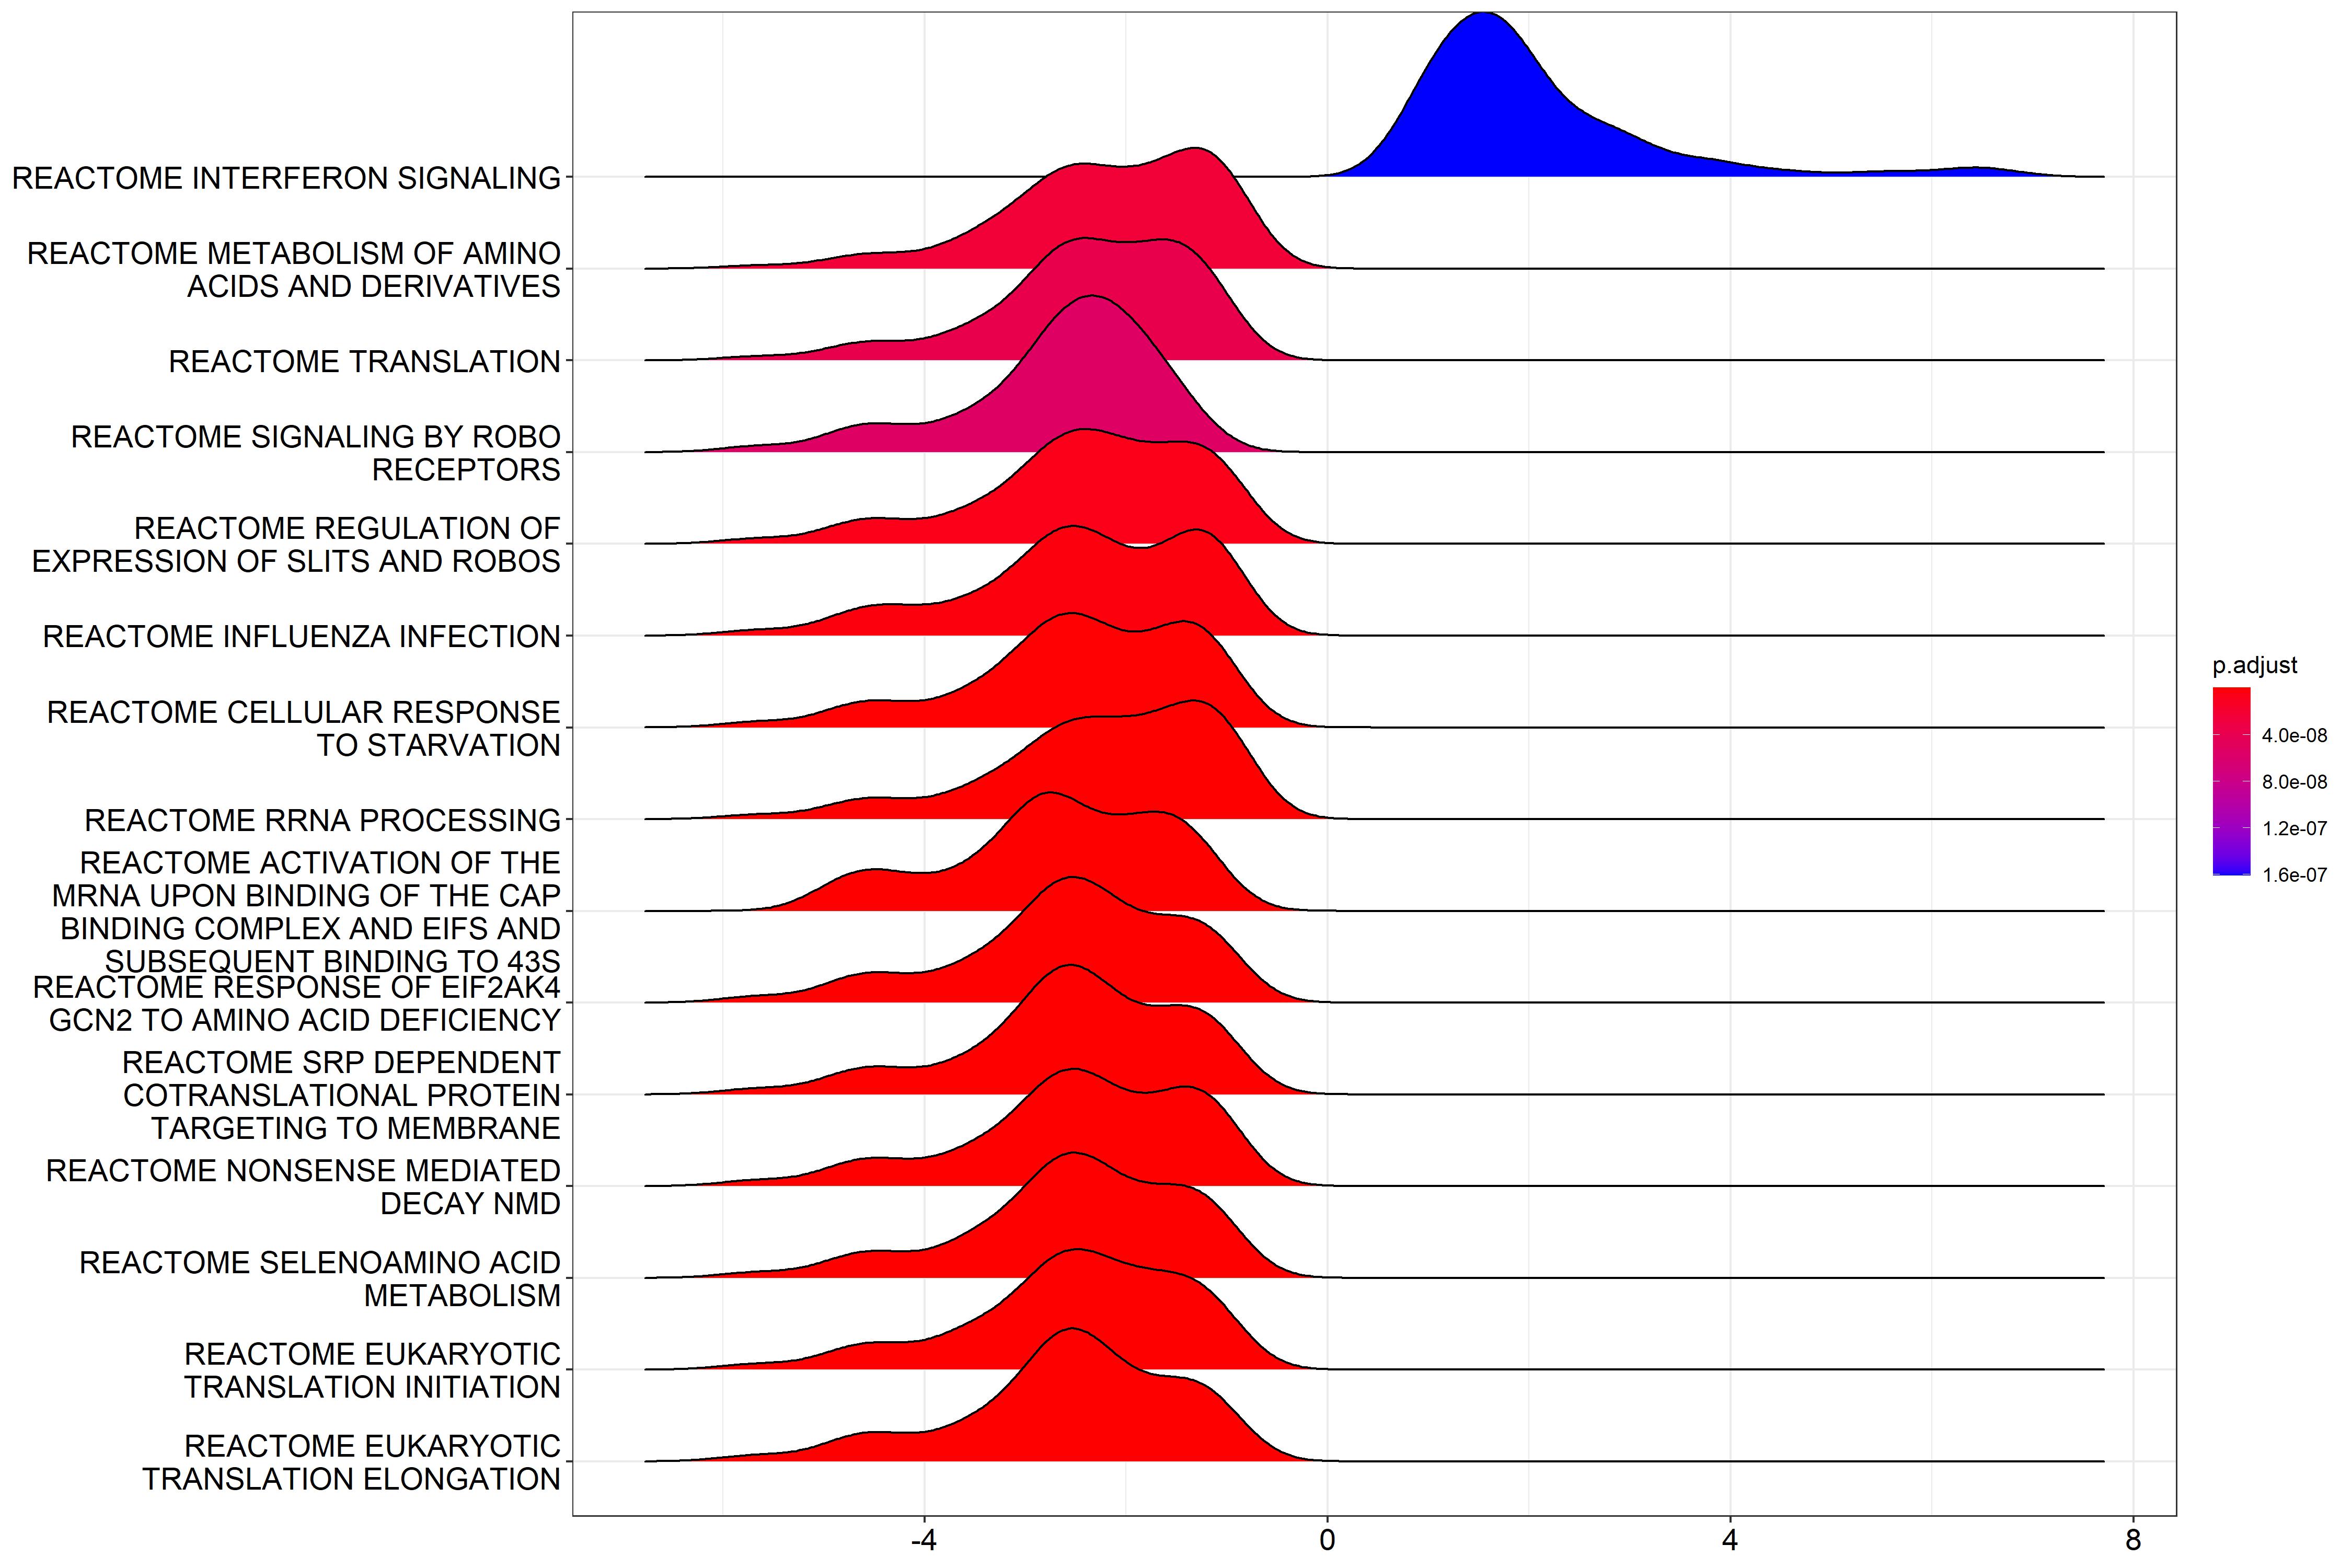 REACTOME INTERFERON SIGNALING
REACTOME METABOLISM OF AMINO
ACIDS AND DERIVATIVES
REACTOME TRANSLATION
REACTOME SIGNALING BY ROBO
RECEPTORS
REACTOME REGULATION OF
EXPRESSION OF SLITS AND ROBOS
REACTOME INFLUENZA INFECTION
REACTOME CELLULAR RESPONSE
TO STARVATION
REACTOME RRNA PROCESSING
REACTOME ACTIVATION OF THE
MRNA UPON BINDING OF THE CAP
BINDING COMPLEX AND EIFS AND
SUBSEQUENT BINDING TO 43S
REACTOME RESPONSE OF EIF2AK4
GCN2 TO AMINO ACID DEFICIENCY
REACTOME SRP DEPENDENT
COTRANSLATIONAL PROTEIN
TARGETING TO MEMBRANE
REACTOME NONSENSE MEDIATED
DECAY NMD
REACTOME SELENOAMINO ACID
METABOLISM
REACTOME EUKARYOTIC
TRANSLATION INITIATION
REACTOME EUKARYOTIC
TRANSLATION ELONGATION
-4 0 4 8
p.adjust
4.0e-08
8.0e-08
1.2e-07
1.6e-07